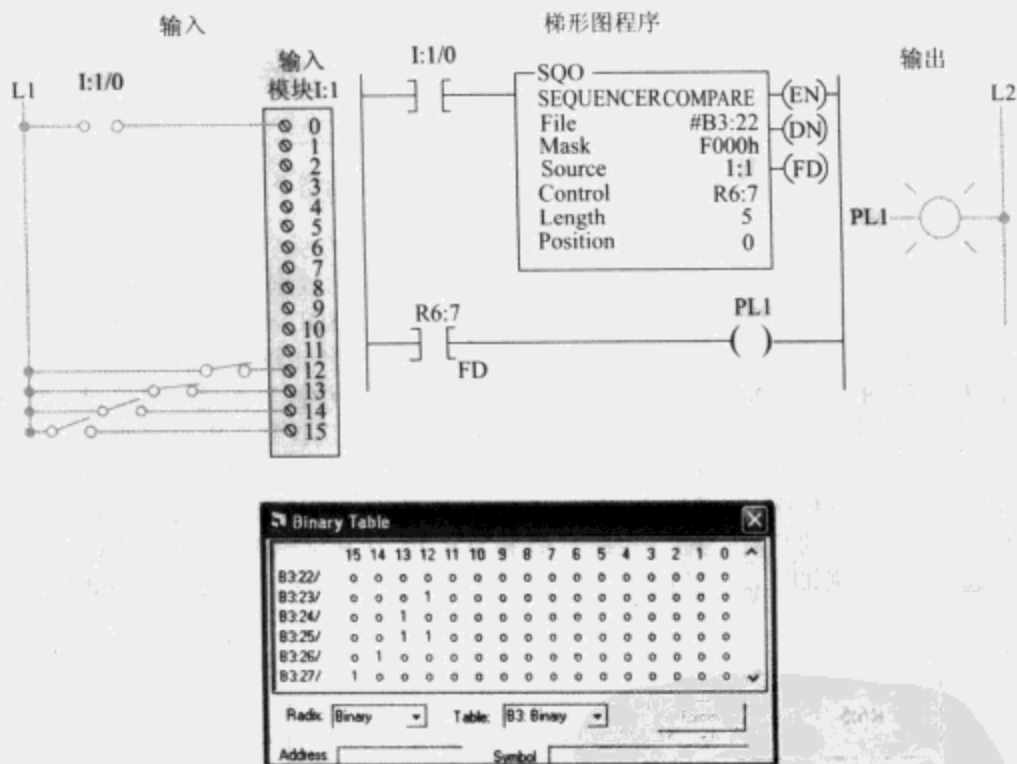 输入
梯形图程序
输出
L1
I:1/0
输入
模块I:1
0
1
2
3
4
5
6
7
8
9
10
11
12
13
14
15
I:1/0
SQO
SEQUENCER COMPARE
File #B3:22
Mask F000h
Source 1:1
Control R6:7
Length 5
Position 0
(EN)
(DN)
(FD)
R6:7
FD
PL1
L2
PL1
Binary Table
15 14 13 12 11 10 9 8 7 6 5 4 3 2 1 0
B3:22/ 0 0 0 0 0 0 0 0 0 0 0 0 0 0 0 0
B3:23/ 0 0 0 1 0 0 0 0 0 0 0 0 0 0 0 0
B3:24/ 0 0 1 0 0 0 0 0 0 0 0 0 0 0 0 0
B3:25/ 0 0 1 1 0 0 0 0 0 0 0 0 0 0 0 0
B3:26/ 0 1 0 0 0 0 0 0 0 0 0 0 0 0 0 0
B3:27/ 1 0 0 0 0 0 0 0 0 0 0 0 0 0 0 0
Radix: Binary Table: B3: Binary
Address Symbol